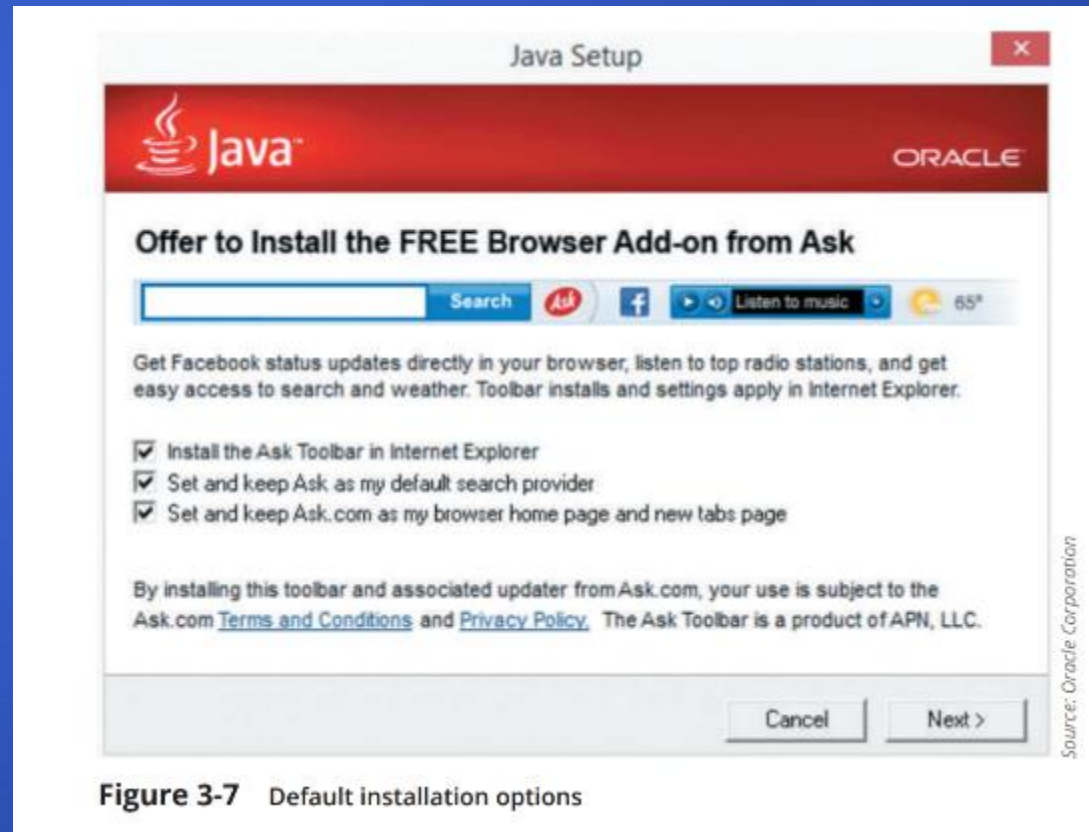 Java Setup
Java™
ORACLE
Offer to Install the FREE Browser Add-on from Ask
Search Ask f Listen to music 65°
Get Facebook status updates directly in your browser, listen to top radio stations, and get
easy access to search and weather. Toolbar installs and settings apply in Internet Explorer.
Install the Ask Toolbar in Internet Explorer
Set and keep Ask as my default search provider
Set and keep Ask.com as my browser home page and new tabs page
By installing this toolbar and associated updater from Ask.com, your use is subject to the
Ask.com Terms and Conditions and Privacy Policy. The Ask Toolbar is a product of APN, LLC.
Cancel Next >
Source: Oracle Corporation
Figure 3-7 Default installation options